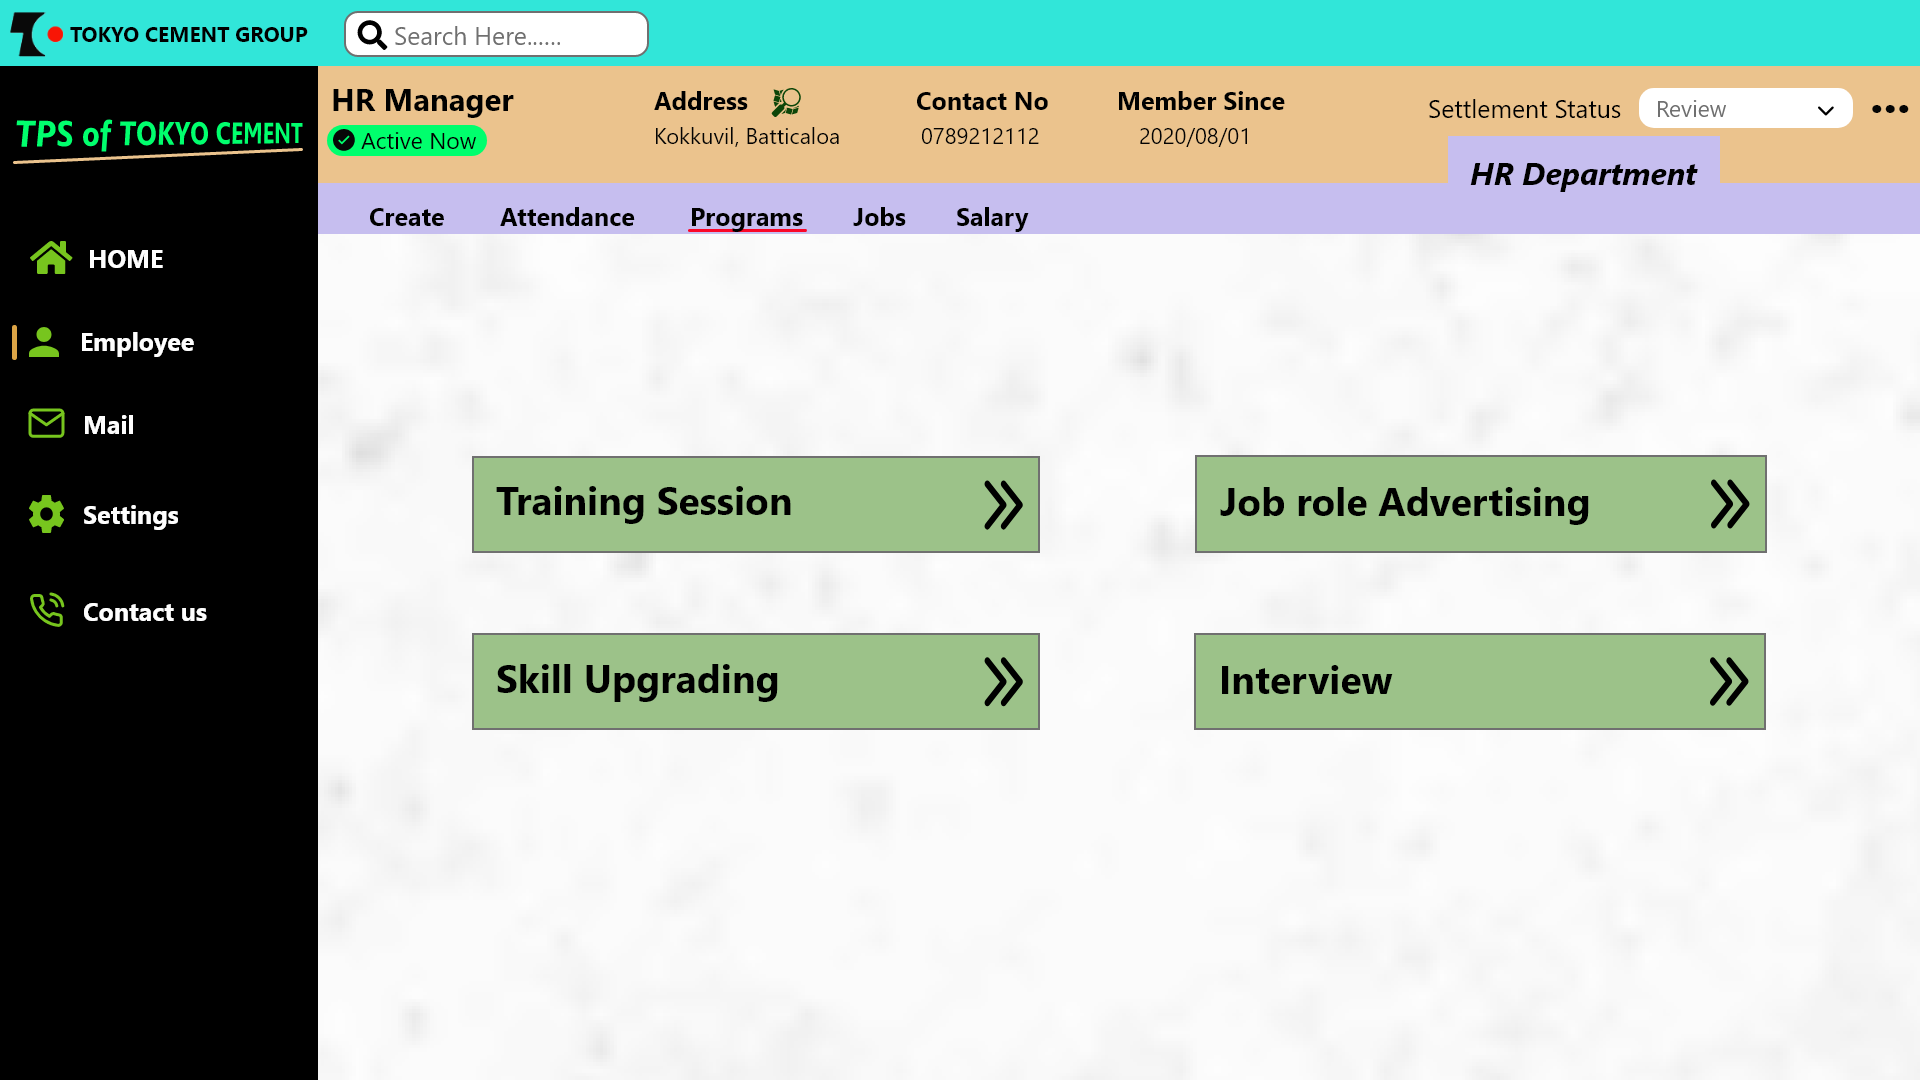 TOKYO CEMENT GROUP
Search Here......
TPS of TOKYO CEMENT
HOME
Employee
Mail
Settings
Contact us
HR Manager
Active Now
Address
Kokkuvil, Batticaloa
Contact No
0789212112
Member Since
2020/08/01
Settlement Status
Review
HR Department
Create
Attendance
Programs
Jobs
Salary
Training Session
Job role Advertising
Skill Upgrading
Interview